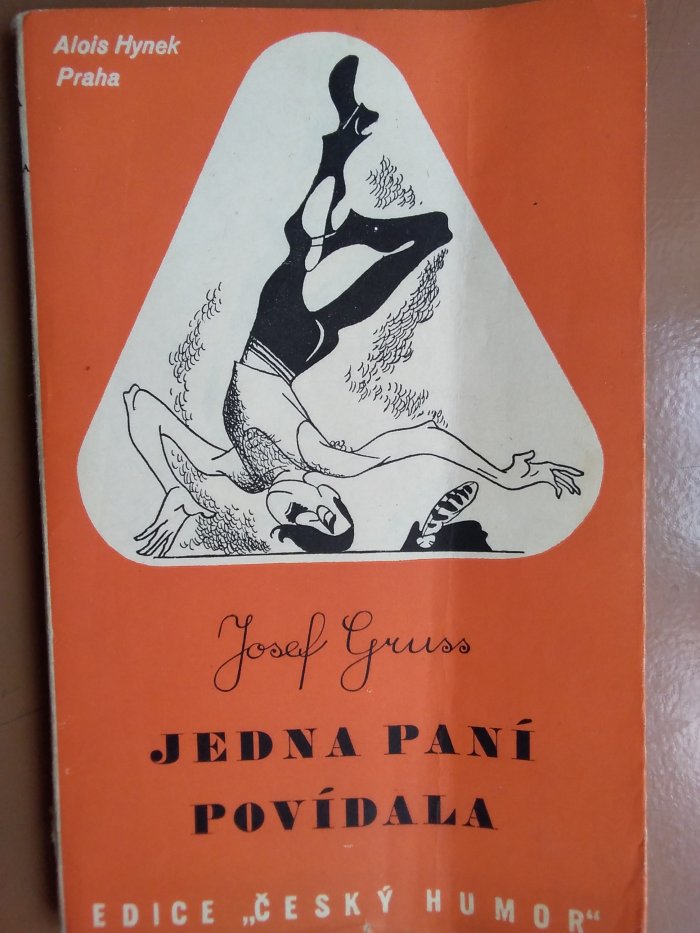 Alois Hynek
Praha
Josef Gruss
JEDNA PANÍ
POVÍDALA
EDICE „ČESKÝ HUMOR“